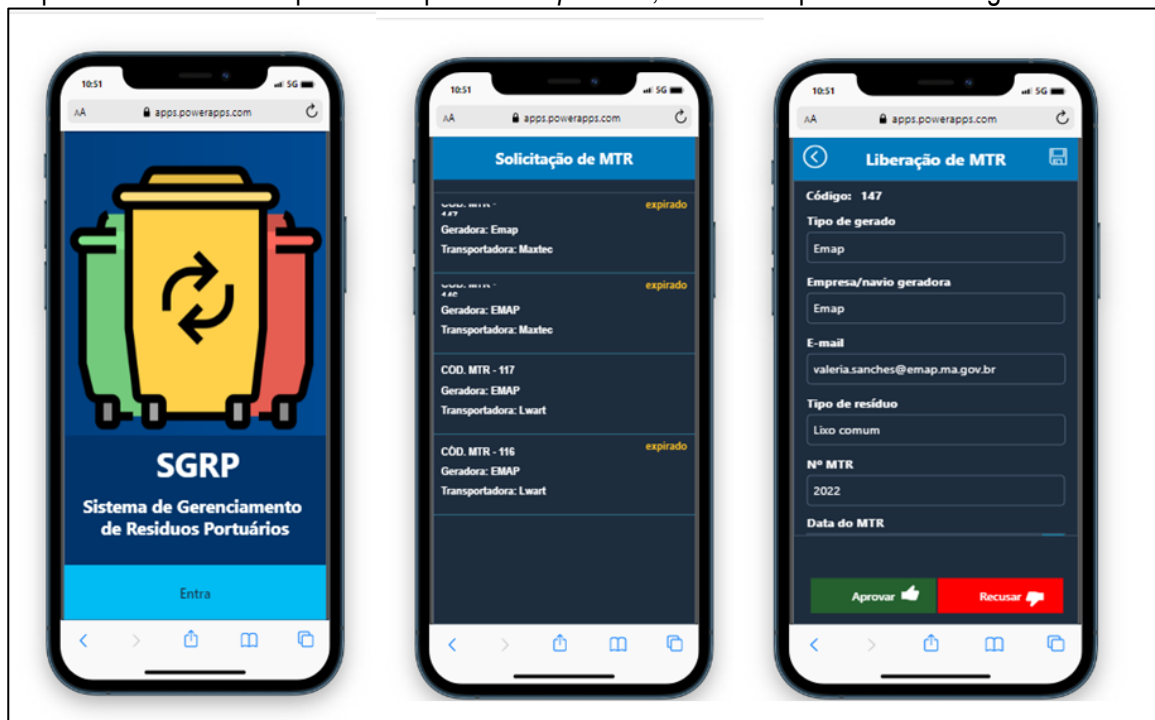 10:51
5G
AA apps.powerapps.com
SGRP
Sistema de Gerenciamento
de Residuos Portuários
Entra
10:51
5G
AA apps.powerapps.com
Solicitação de MTR
expirado
Geradora: Emap
Transportadora: Maxtec
expirado
Geradora: EMAP
Transportadora: Maxtec
CÓD. MTR - 117
Geradora: EMAP
Transportadora: Lwart
CÓD. MTR - 116 expirado
Geradora: EMAP
Transportadora: Lwart
10:51
5G
AA apps.powerapps.com
Liberação de MTR
Código: 147
Tipo de gerado
Emap
Empresa/navio geradora
Emap
E-mail
valeria.sanches@emap.ma.gov.br
Tipo de resíduo
Lixo comum
Nº MTR
2022
Data do MTR
Aprovar Recusar